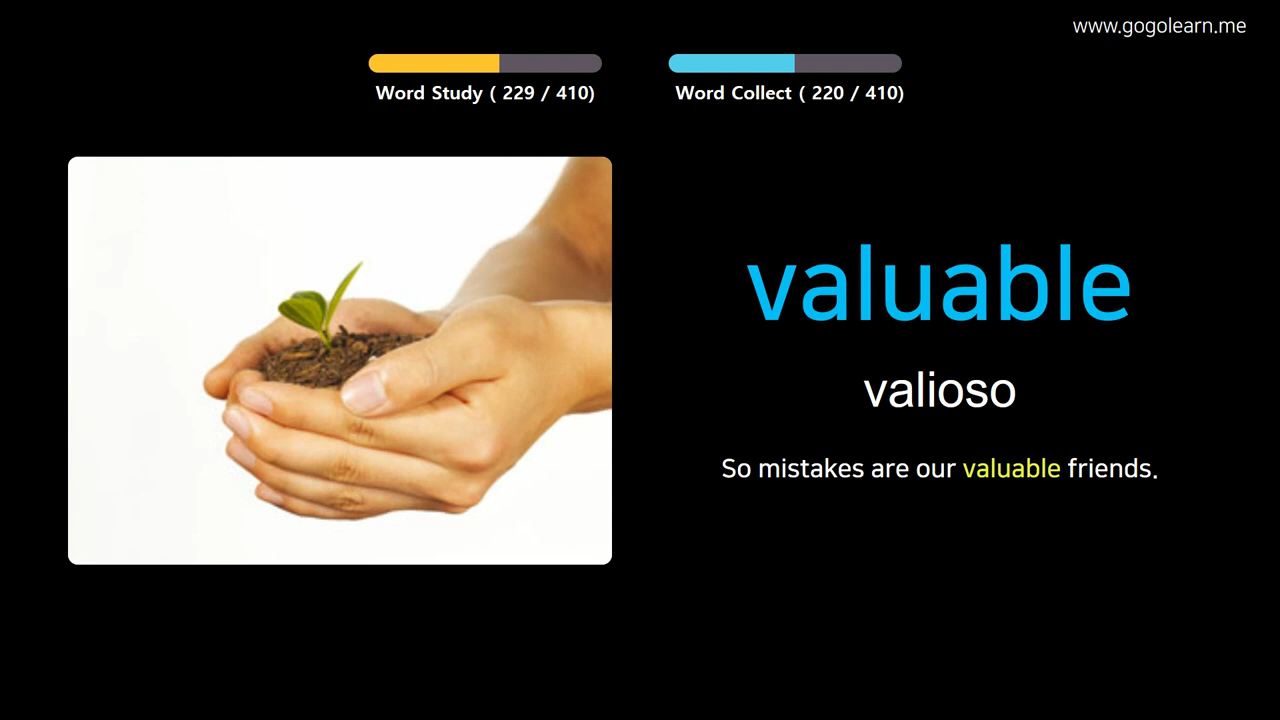 www.gogolearn.me
Word Study ( 229 / 410)
Word Collect ( 220 / 410)
valuable
valioso
So mistakes are our valuable friends.